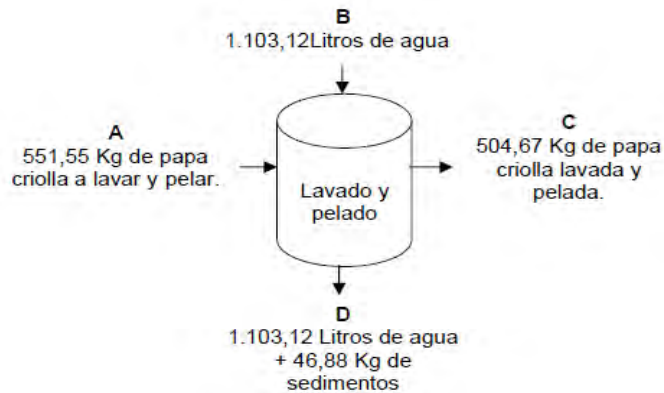 B
1.103,12Litros de agua
A
551,55 Kg de papa
criolla a lavar y pelar.
Lavado y
pelado
C
504,67 Kg de papa
criolla lavada y
pelada.
D
1.103,12 Litros de agua
+ 46,88 Kg de
sedimentos